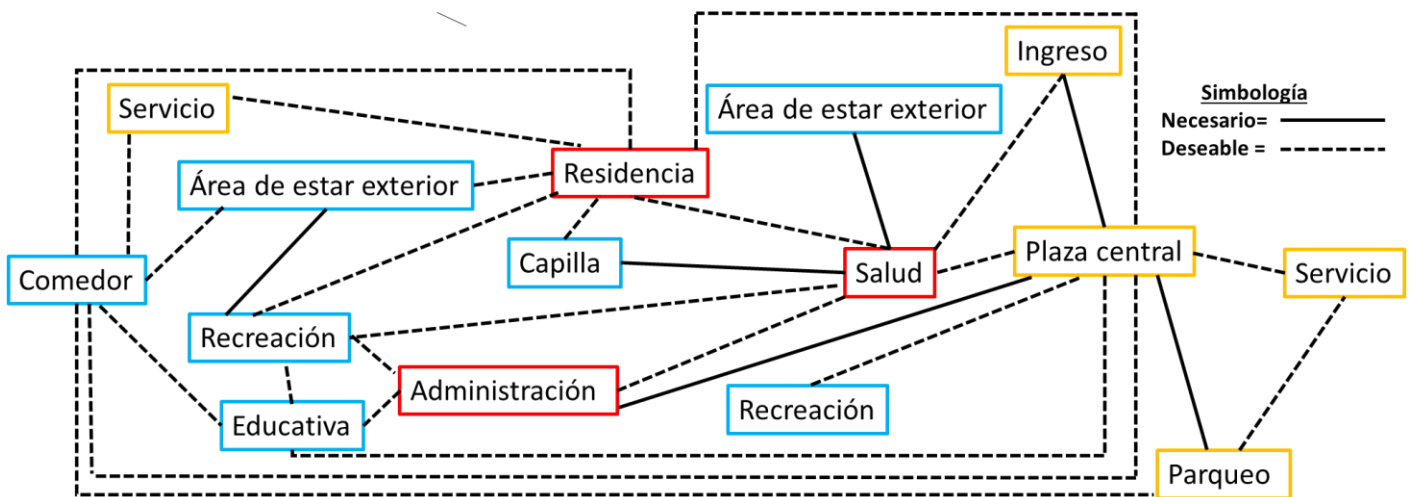 Ingreso
Simbología
Servicio
Área de estar exterior
Necesario=
Deseable =
Residencia
Área de estar exterior
Capilla
Salud
Plaza central
Servicio
Comedor
Recreación
Administración
Recreación
Educativa
Parqueo